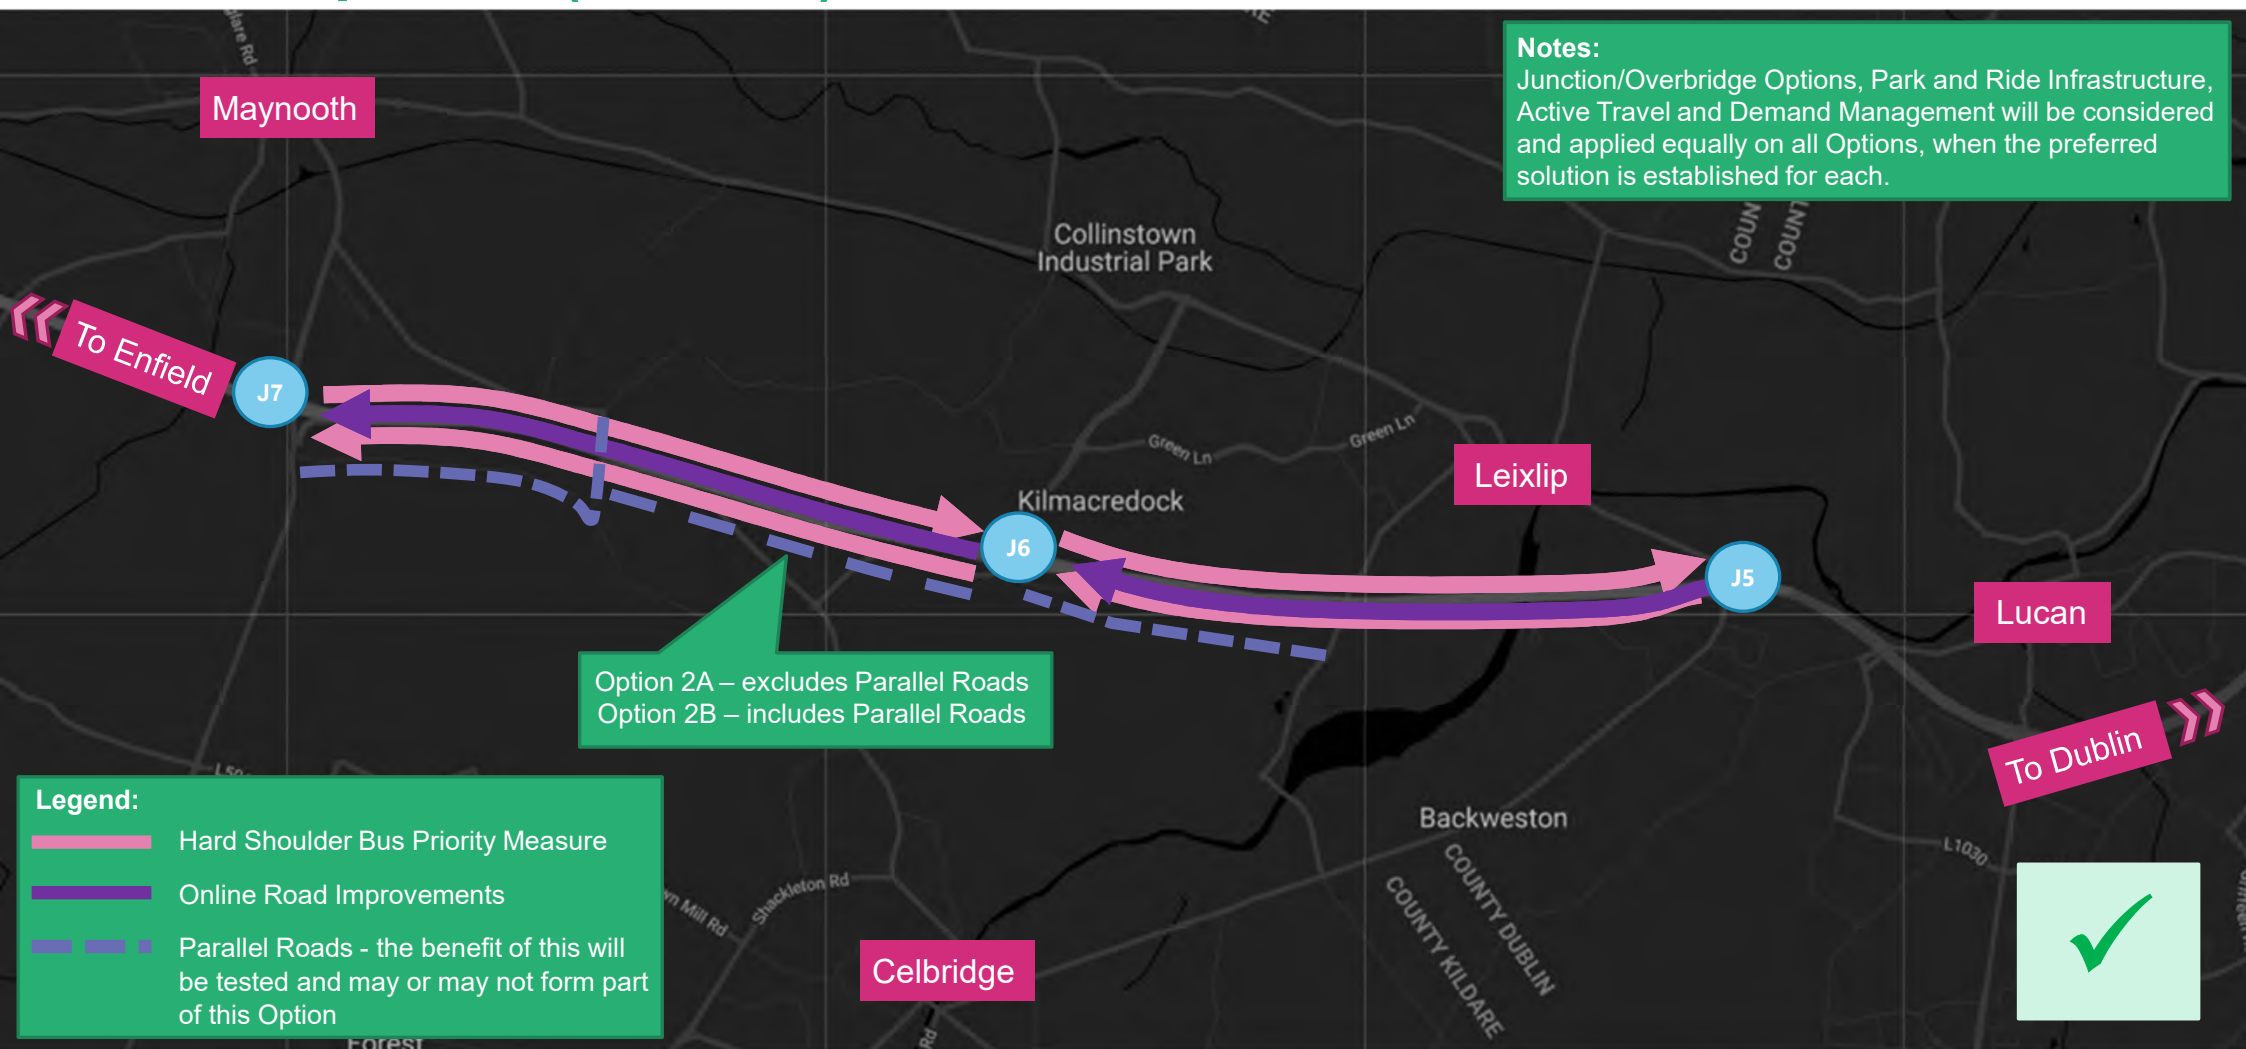 Notes:
Junction/Overbridge Options, Park and Ride Infrastructure,
Active Travel and Demand Management will be considered
and applied equally on all Options, when the preferred
solution is established for each.
Maynooth
Collinstown
Industrial Park
To Enfield
J7
Green Ln
Green Ln
Leixlip
Kilmacredock
J6
J5
Lucan
Option 2A – excludes Parallel Roads
Option 2B – includes Parallel Roads
To Dublin
Backweston
L1030
COUNTY DUBLIN
COUNTY KILDARE
Shackleton Rd
Mill Rd
Celbridge
Rd
Legend:
Hard Shoulder Bus Priority Measure
Online Road Improvements
Parallel Roads - the benefit of this will
be tested and may or may not form part
of this Option
Forest